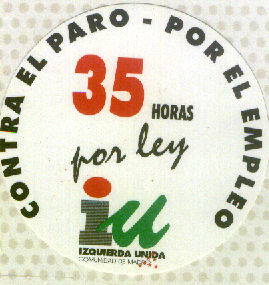 CONTRA EL PARO - POR EL EMPLEO
35 HORAS
por ley
iu
IZQUIERDA UNIDA
COMUNIDAD DE MADRID